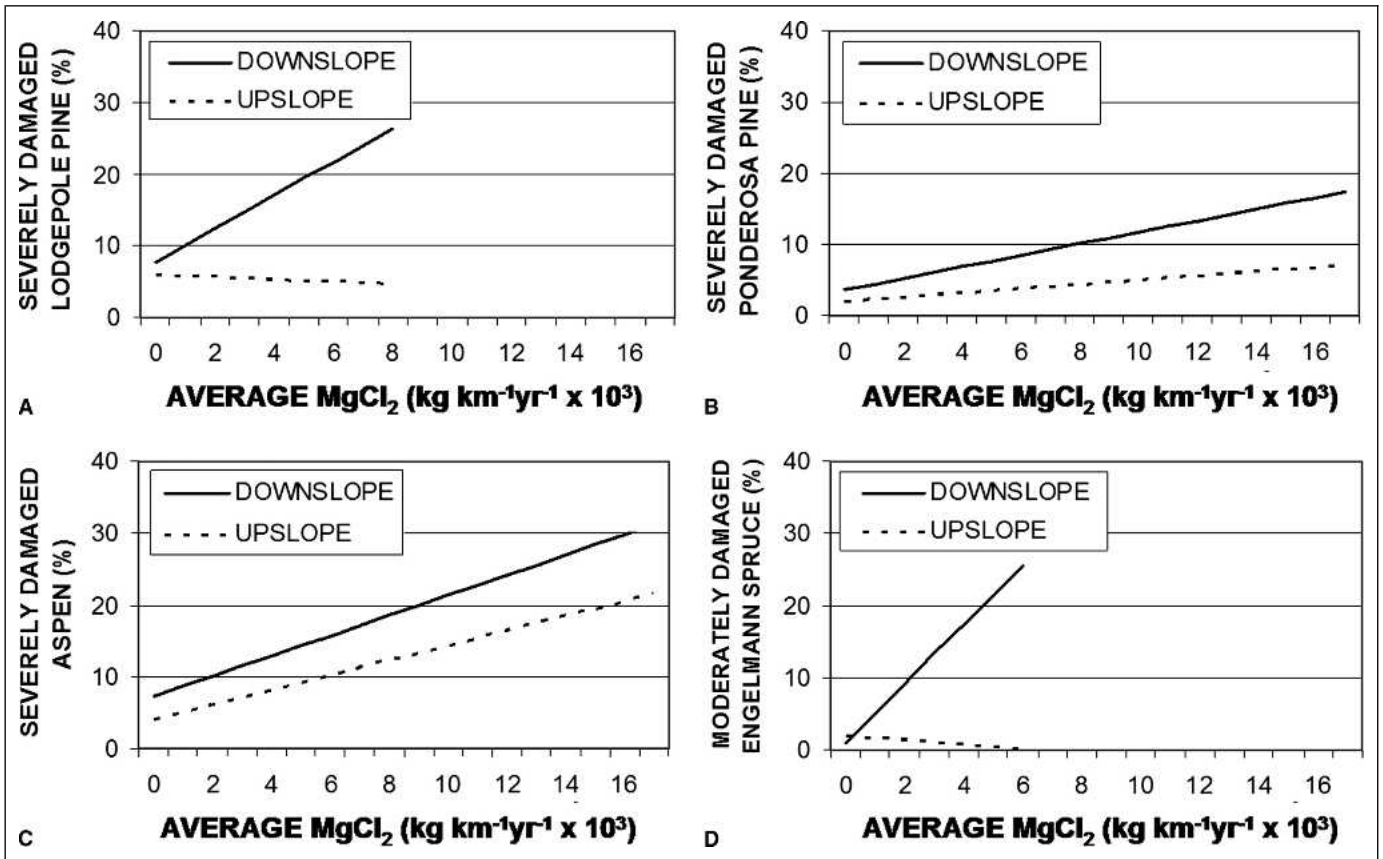 SEVERELY DAMAGED
LODGEPOLE PINE (%)
40
30
20
10
0
DOWNSLOPE
UPSLOPE
0 2 4 6 8 10 12 14 16
AVERAGE MgCl₂ (kg km⁻¹yr⁻¹ x 10³)
A
SEVERELY DAMAGED
PONDEROSA PINE (%)
40
30
20
10
0
DOWNSLOPE
UPSLOPE
0 2 4 6 8 10 12 14 16
AVERAGE MgCl₂ (kg km⁻¹yr⁻¹ x 10³)
B
SEVERELY DAMAGED
ASPEN (%)
40
30
20
10
0
DOWNSLOPE
UPSLOPE
0 2 4 6 8 10 12 14 16
AVERAGE MgCl₂ (kg km⁻¹yr⁻¹ x 10³)
C
MODERATELY DAMAGED
ENGELMANN SPRUCE (%)
40
30
20
10
0
DOWNSLOPE
UPSLOPE
0 2 4 6 8 10 12 14 16
AVERAGE MgCl₂ (kg km⁻¹yr⁻¹ x 10³)
D